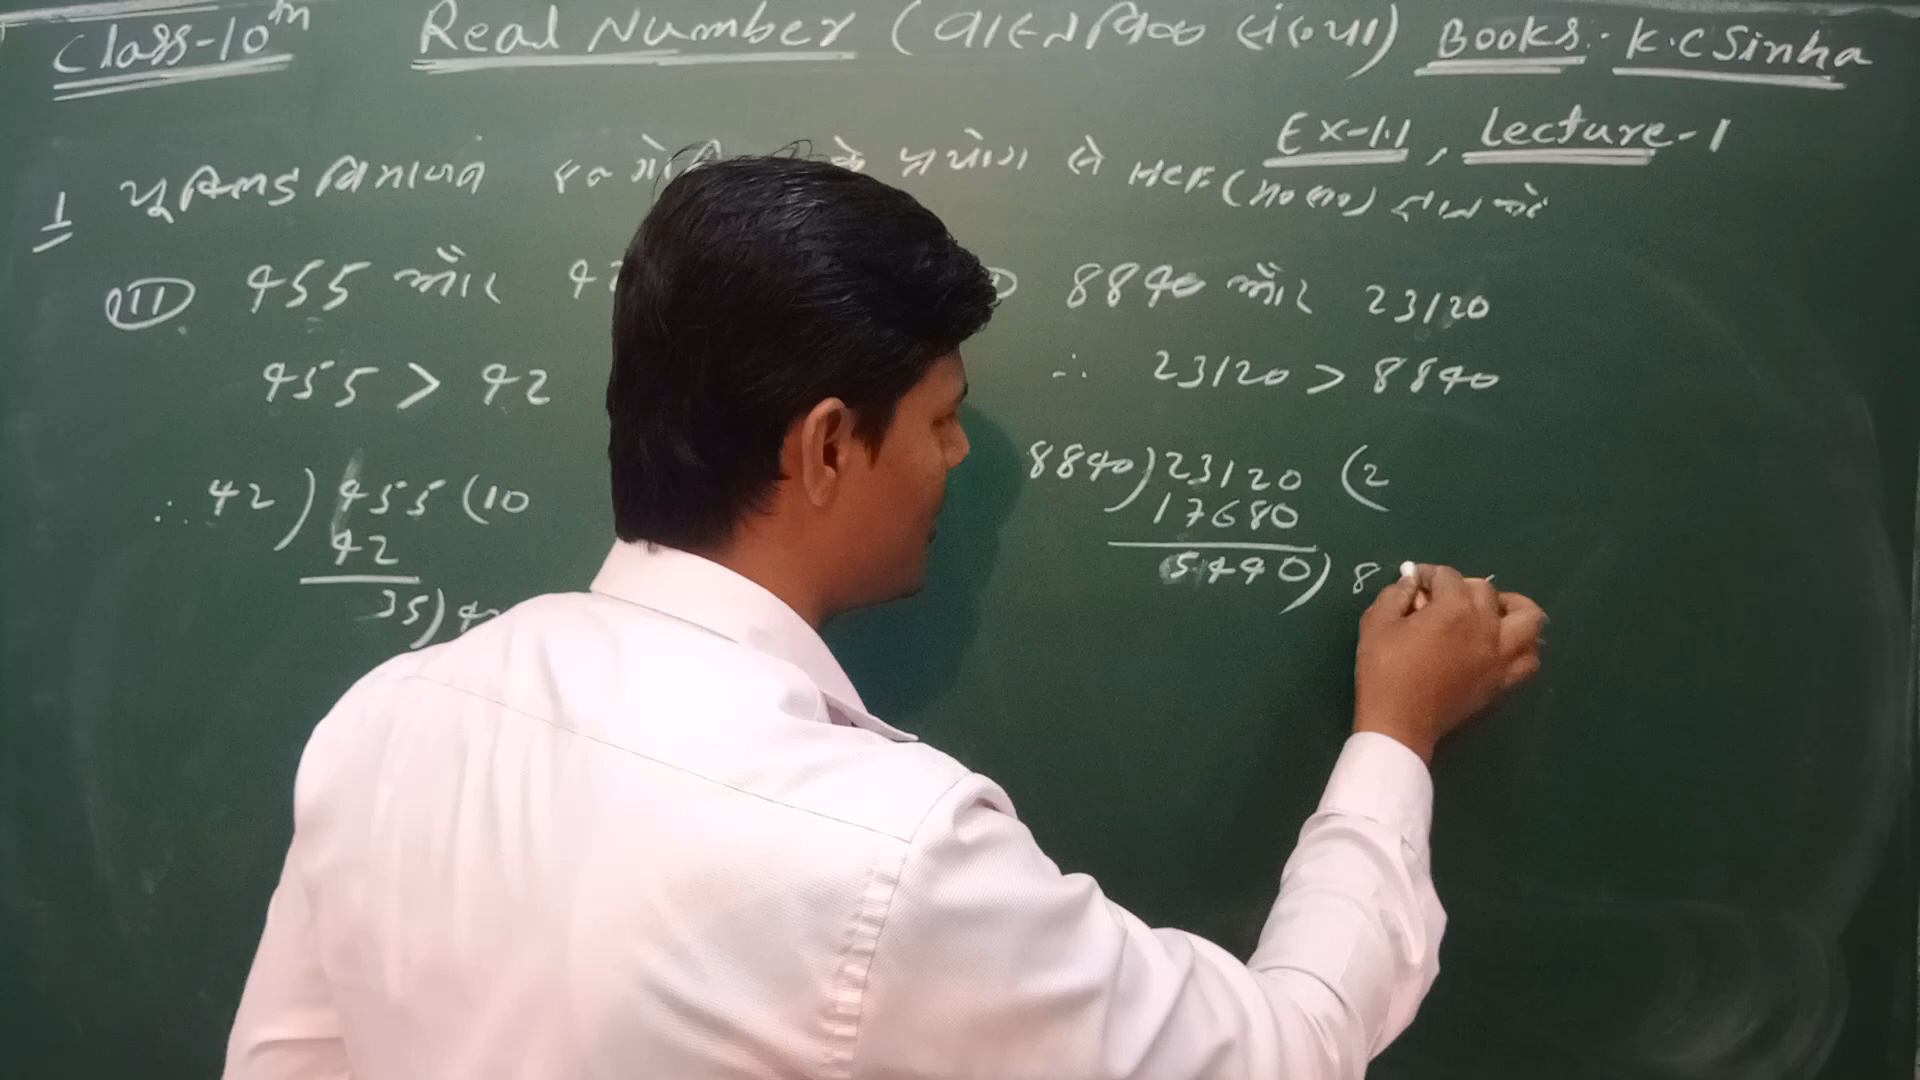 Class-10th Real Number (वास्तविक संख्या) Books:- K.C Sinha
Ex-1.1, Lecture-1
1 यूक्लिड विभाजन के प्रयोग से HCF (म०स०) ज्ञात करें
(iii) 455 और 42
455 > 42
∴ 42 ) 455 ( 10
42
35 )
8840 और 23120
∴ 23120 > 8840
8840 ) 23120 ( 2
17680
5440 ) 8